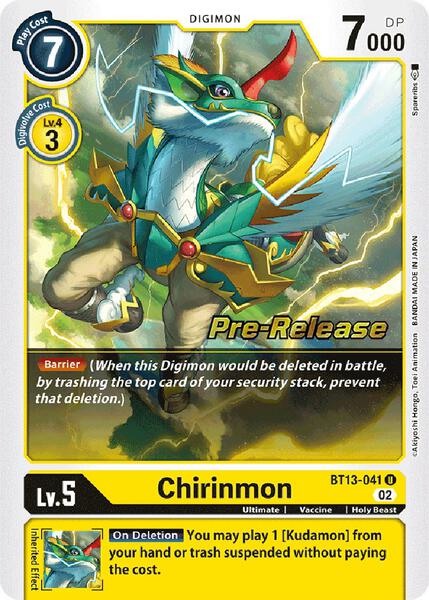 Play Cost
7
DIGIMON
7000
DP
Digivolve Cost
Lv.4
3
Spareribs
Pre-Release
©Akiyoshi Hongo, Toei Animation BANDAI MADE IN JAPAN
Barrier (When this Digimon would be deleted in battle,
by trashing the top card of your security stack, prevent
that deletion.)
Lv.5
Chirinmon
BT13-041 U
02
Ultimate | Vaccine | Holy Beast
Inherited Effect
On Deletion You may play 1 [Kudamon] from
your hand or trash suspended without paying
the cost.